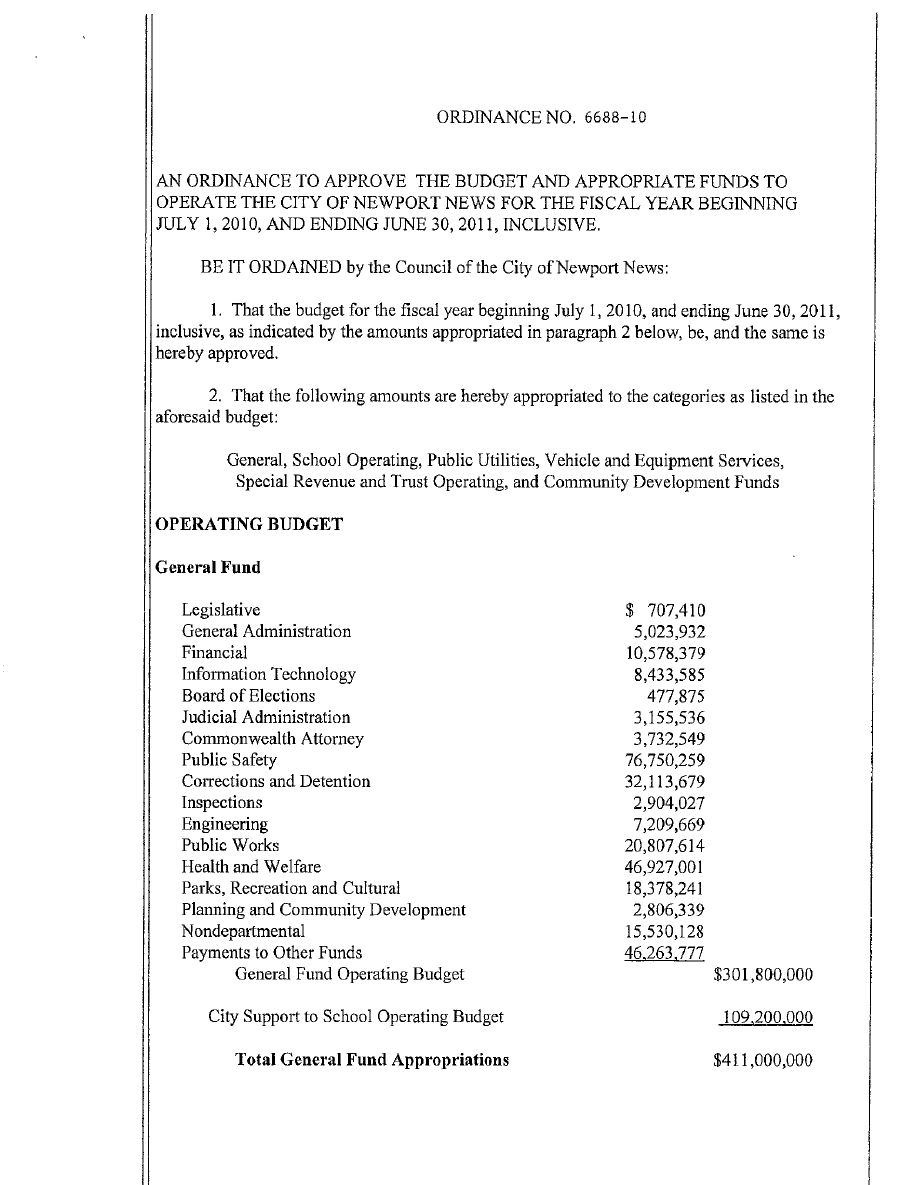 ORDINANCE NO. 6688-10
AN ORDINANCE TO APPROVE THE BUDGET AND APPROPRIATE FUNDS TO
OPERATE THE CITY OF NEWPORT NEWS FOR THE FISCAL YEAR BEGINNING
JULY 1, 2010, AND ENDING JUNE 30, 2011, INCLUSIVE.
BE IT ORDAINED by the Council of the City of Newport News:
1. That the budget for the fiscal year beginning July 1, 2010, and ending June 30, 2011,
inclusive, as indicated by the amounts appropriated in paragraph 2 below, be, and the same is
hereby approved.
2. That the following amounts are hereby appropriated to the categories as listed in the
aforesaid budget:
General, School Operating, Public Utilities, Vehicle and Equipment Services,
Special Revenue and Trust Operating, and Community Development Funds
OPERATING BUDGET
General Fund
Legislative $ 707,410
General Administration 5,023,932
Financial 10,578,379
Information Technology 8,433,585
Board of Elections 477,875
Judicial Administration 3,155,536
Commonwealth Attorney 3,732,549
Public Safety 76,750,259
Corrections and Detention 32,113,679
Inspections 2,904,027
Engineering 7,209,669
Public Works 20,807,614
Health and Welfare 46,927,001
Parks, Recreation and Cultural 18,378,241
Planning and Community Development 2,806,339
Nondepartmental 15,530,128
Payments to Other Funds 46,263,777
General Fund Operating Budget $301,800,000
City Support to School Operating Budget 109,200,000
Total General Fund Appropriations $411,000,000